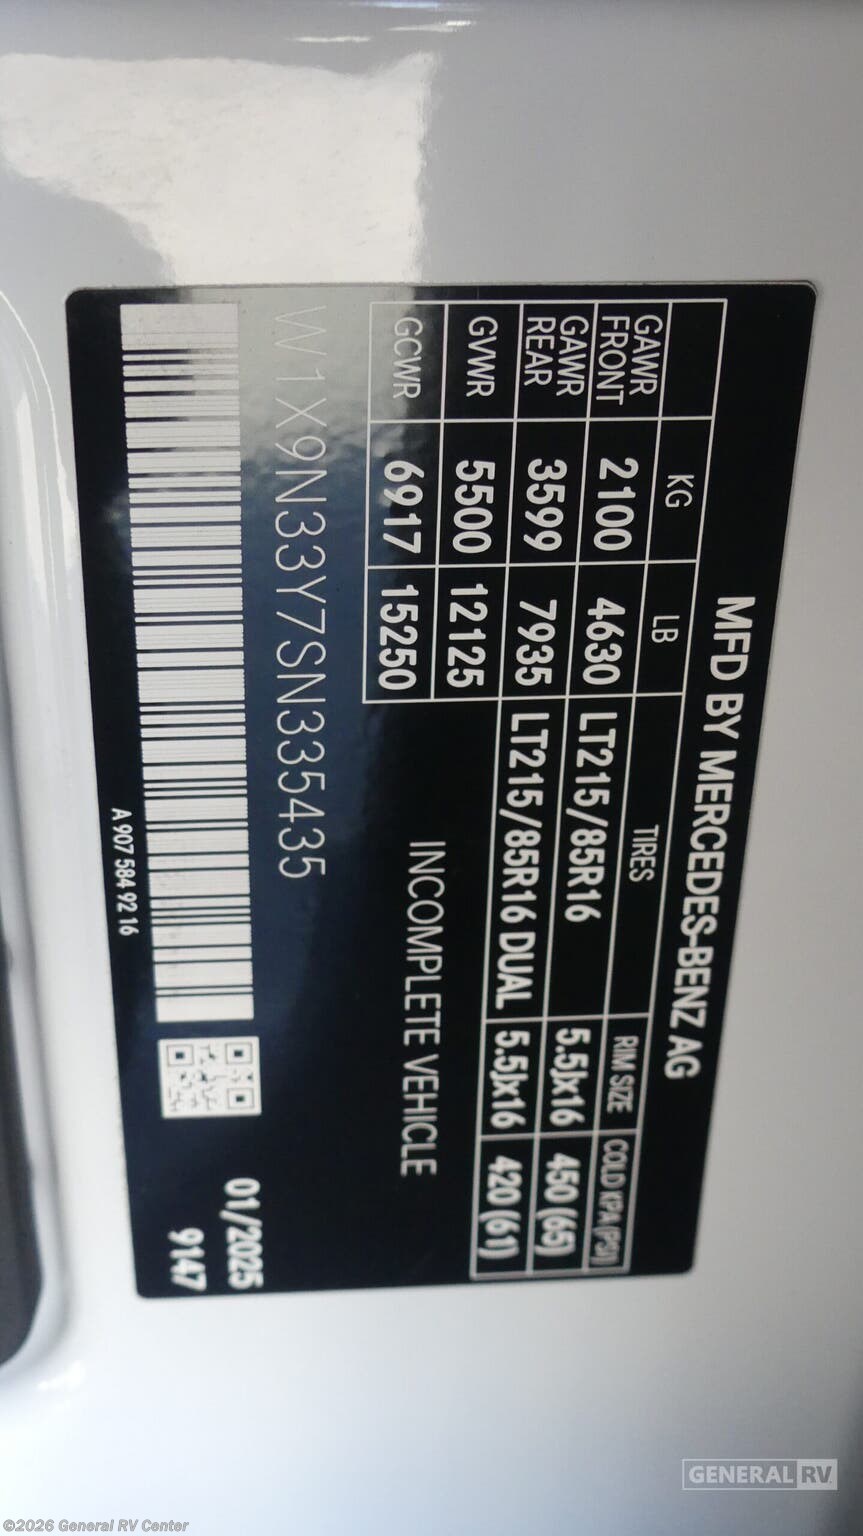 MFD BY MERCEDES-BENZ AG
KG LB TIRES RIM SIZE COLD KPA (PSI)
GAWR FRONT 2100 4630 LT215/85R16 5.5Jx16 450 (65)
GAWR REAR 3599 7935 LT215/85R16 DUAL 5.5Jx16 420 (61)
GVWR 5500 12125
GCWR 6917 15250
INCOMPLETE VEHICLE
W1X9N33Y7SN335435
01/2025
9147
A 907 584 92 16
GENERAL RV
©2026 General RV Center